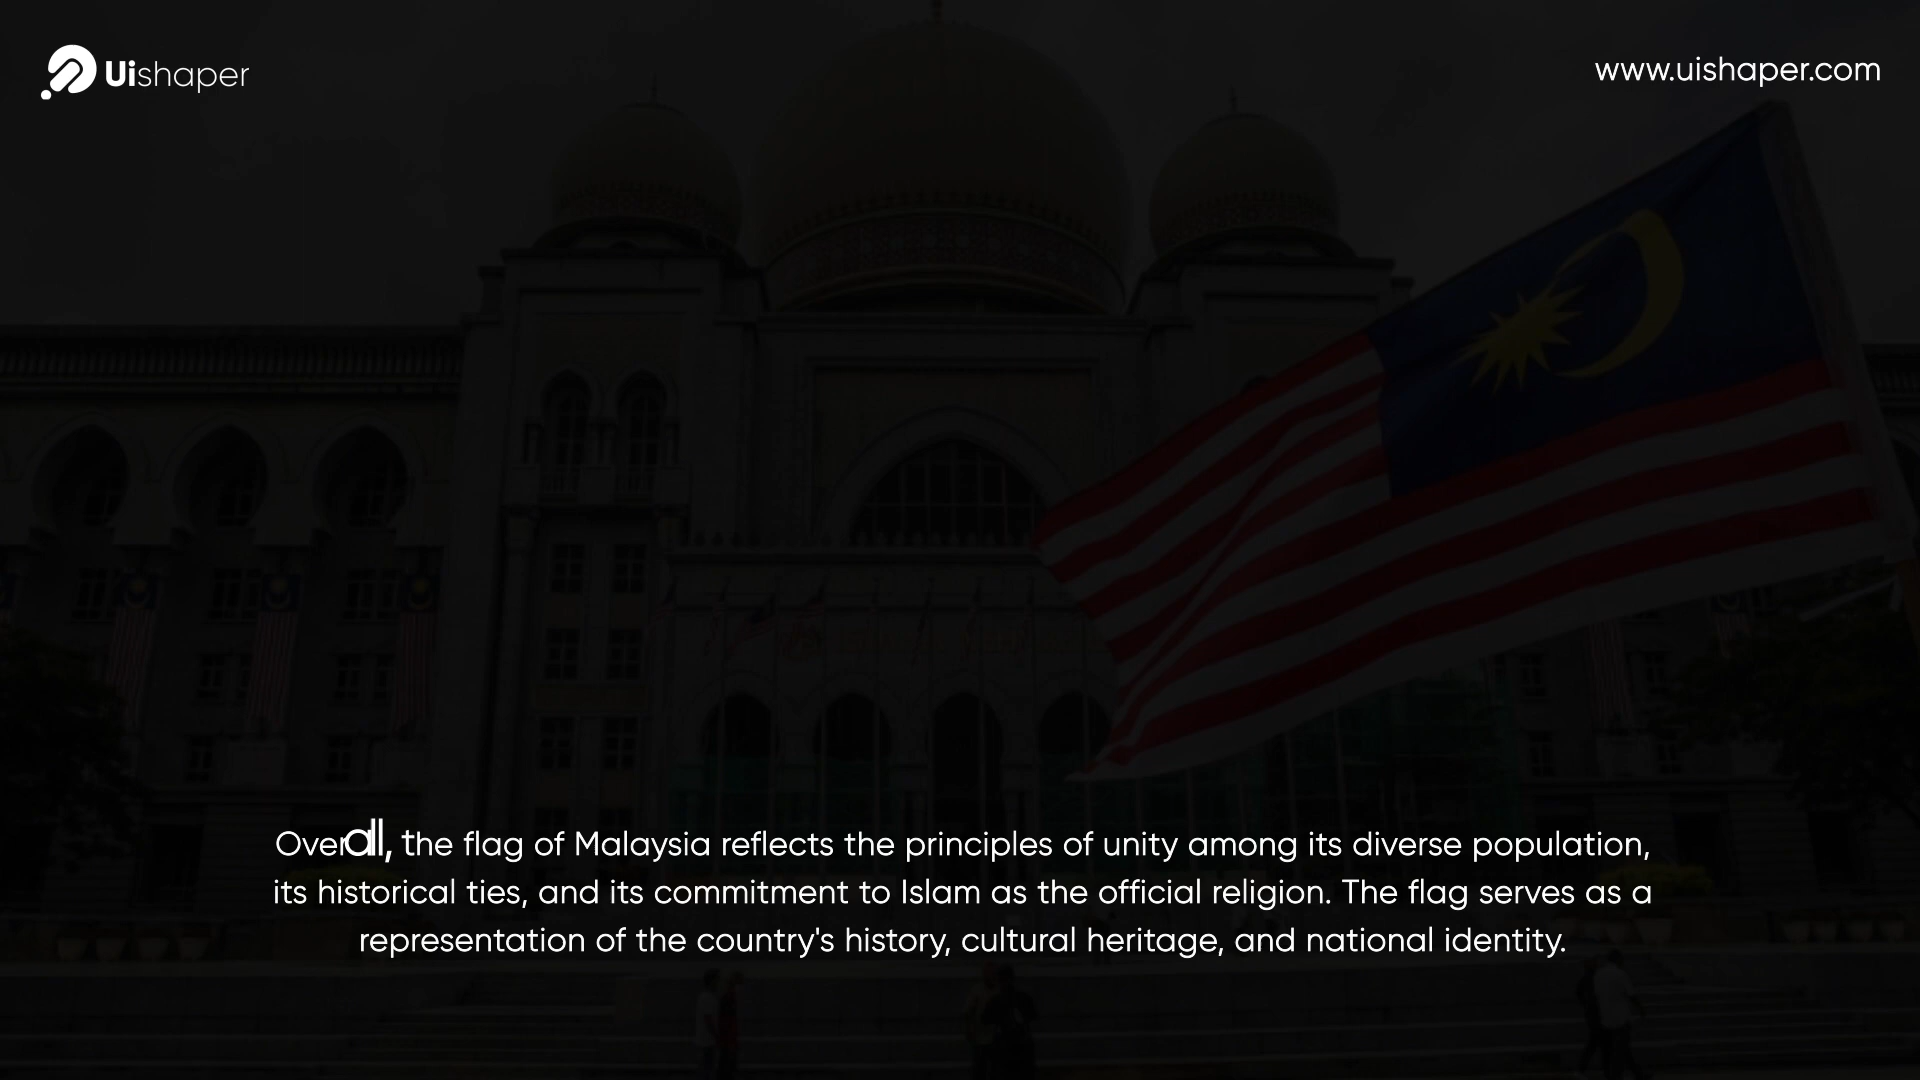 Uishaper
www.uishaper.com
Overall, the flag of Malaysia reflects the principles of unity among its diverse population,
its historical ties, and its commitment to Islam as the official religion. The flag serves as a
representation of the country's history, cultural heritage, and national identity.